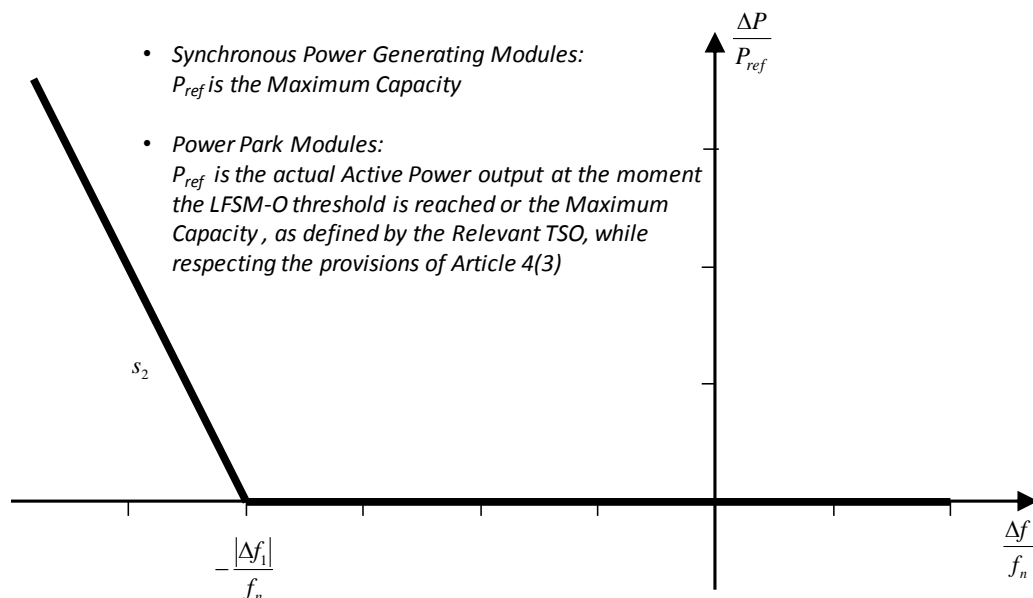 • Synchronous Power Generating Modules:
P_ref is the Maximum Capacity
• Power Park Modules:
P_ref is the actual Active Power output at the moment
the LFSM-O threshold is reached or the Maximum
Capacity , as defined by the Relevant TSO, while
respecting the provisions of Article 4(3)
ΔP
P_ref
s₂
-|Δf₁|
f_n
Δf
f_n